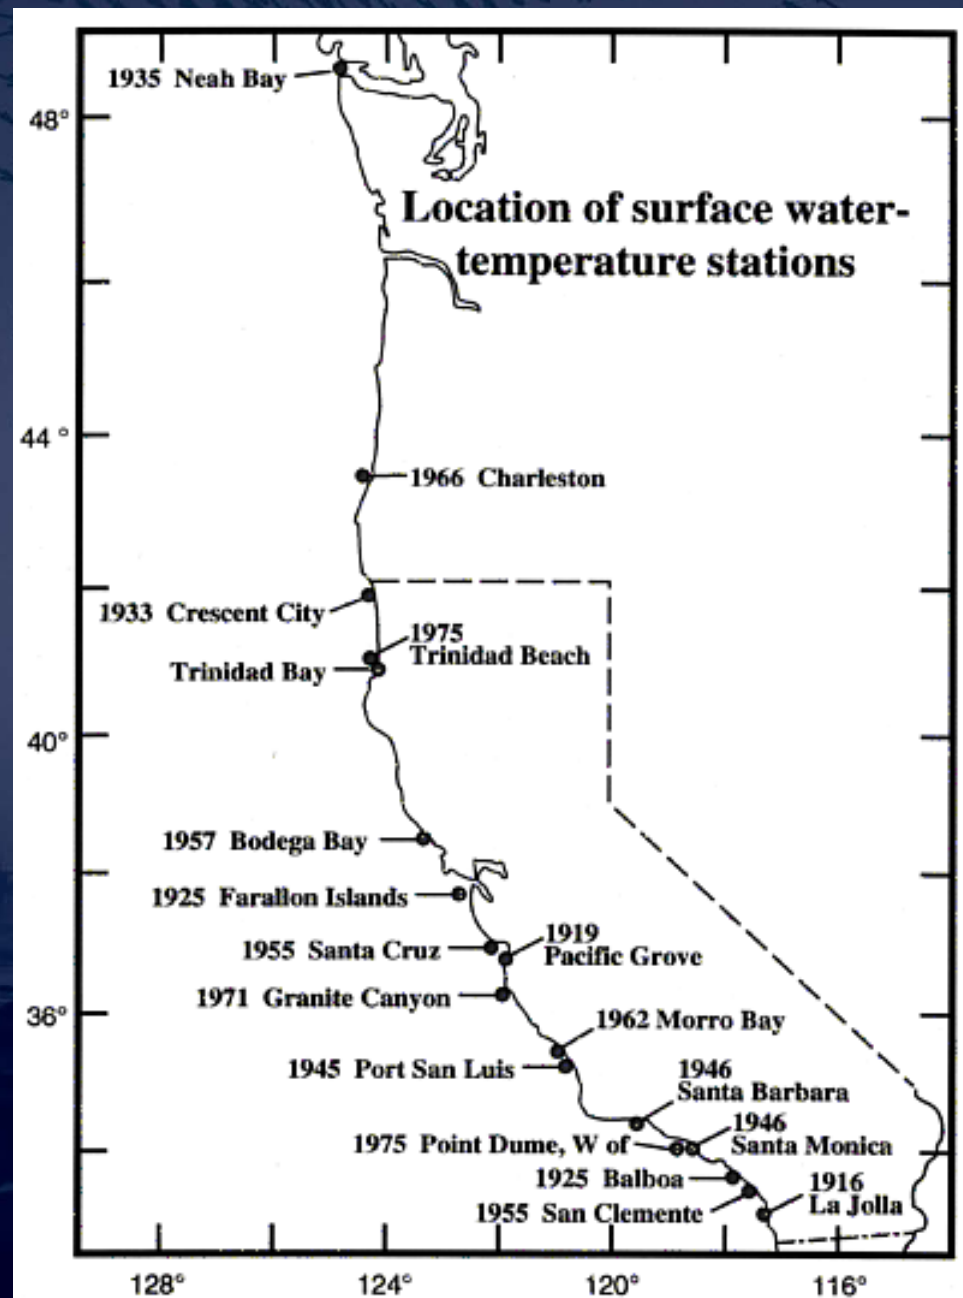 1935 Neah Bay
48°
Location of surface water-
temperature stations
44 °
1966 Charleston
1933 Crescent City
1975
Trinidad Beach
Trinidad Bay
40°
1957 Bodega Bay
1925 Farallon Islands
1919
1955 Santa Cruz
Pacific Grove
1971 Granite Canyon
36°
1962 Morro Bay
1945 Port San Luis
1946
Santa Barbara
1946
1975 Point Dume, W of
Santa Monica
1925 Balboa
1916
La Jolla
1955 San Clemente
128°
124°
120°
116°